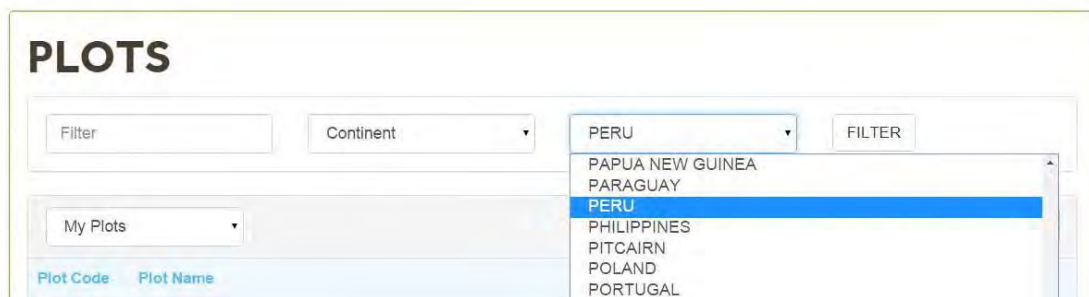 PLOTS
Filter Continent PERU FILTER
PAPUA NEW GUINEA
PARAGUAY
PERU
PHILIPPINES
PITCAIRN
POLAND
PORTUGAL
My Plots
Plot Code Plot Name